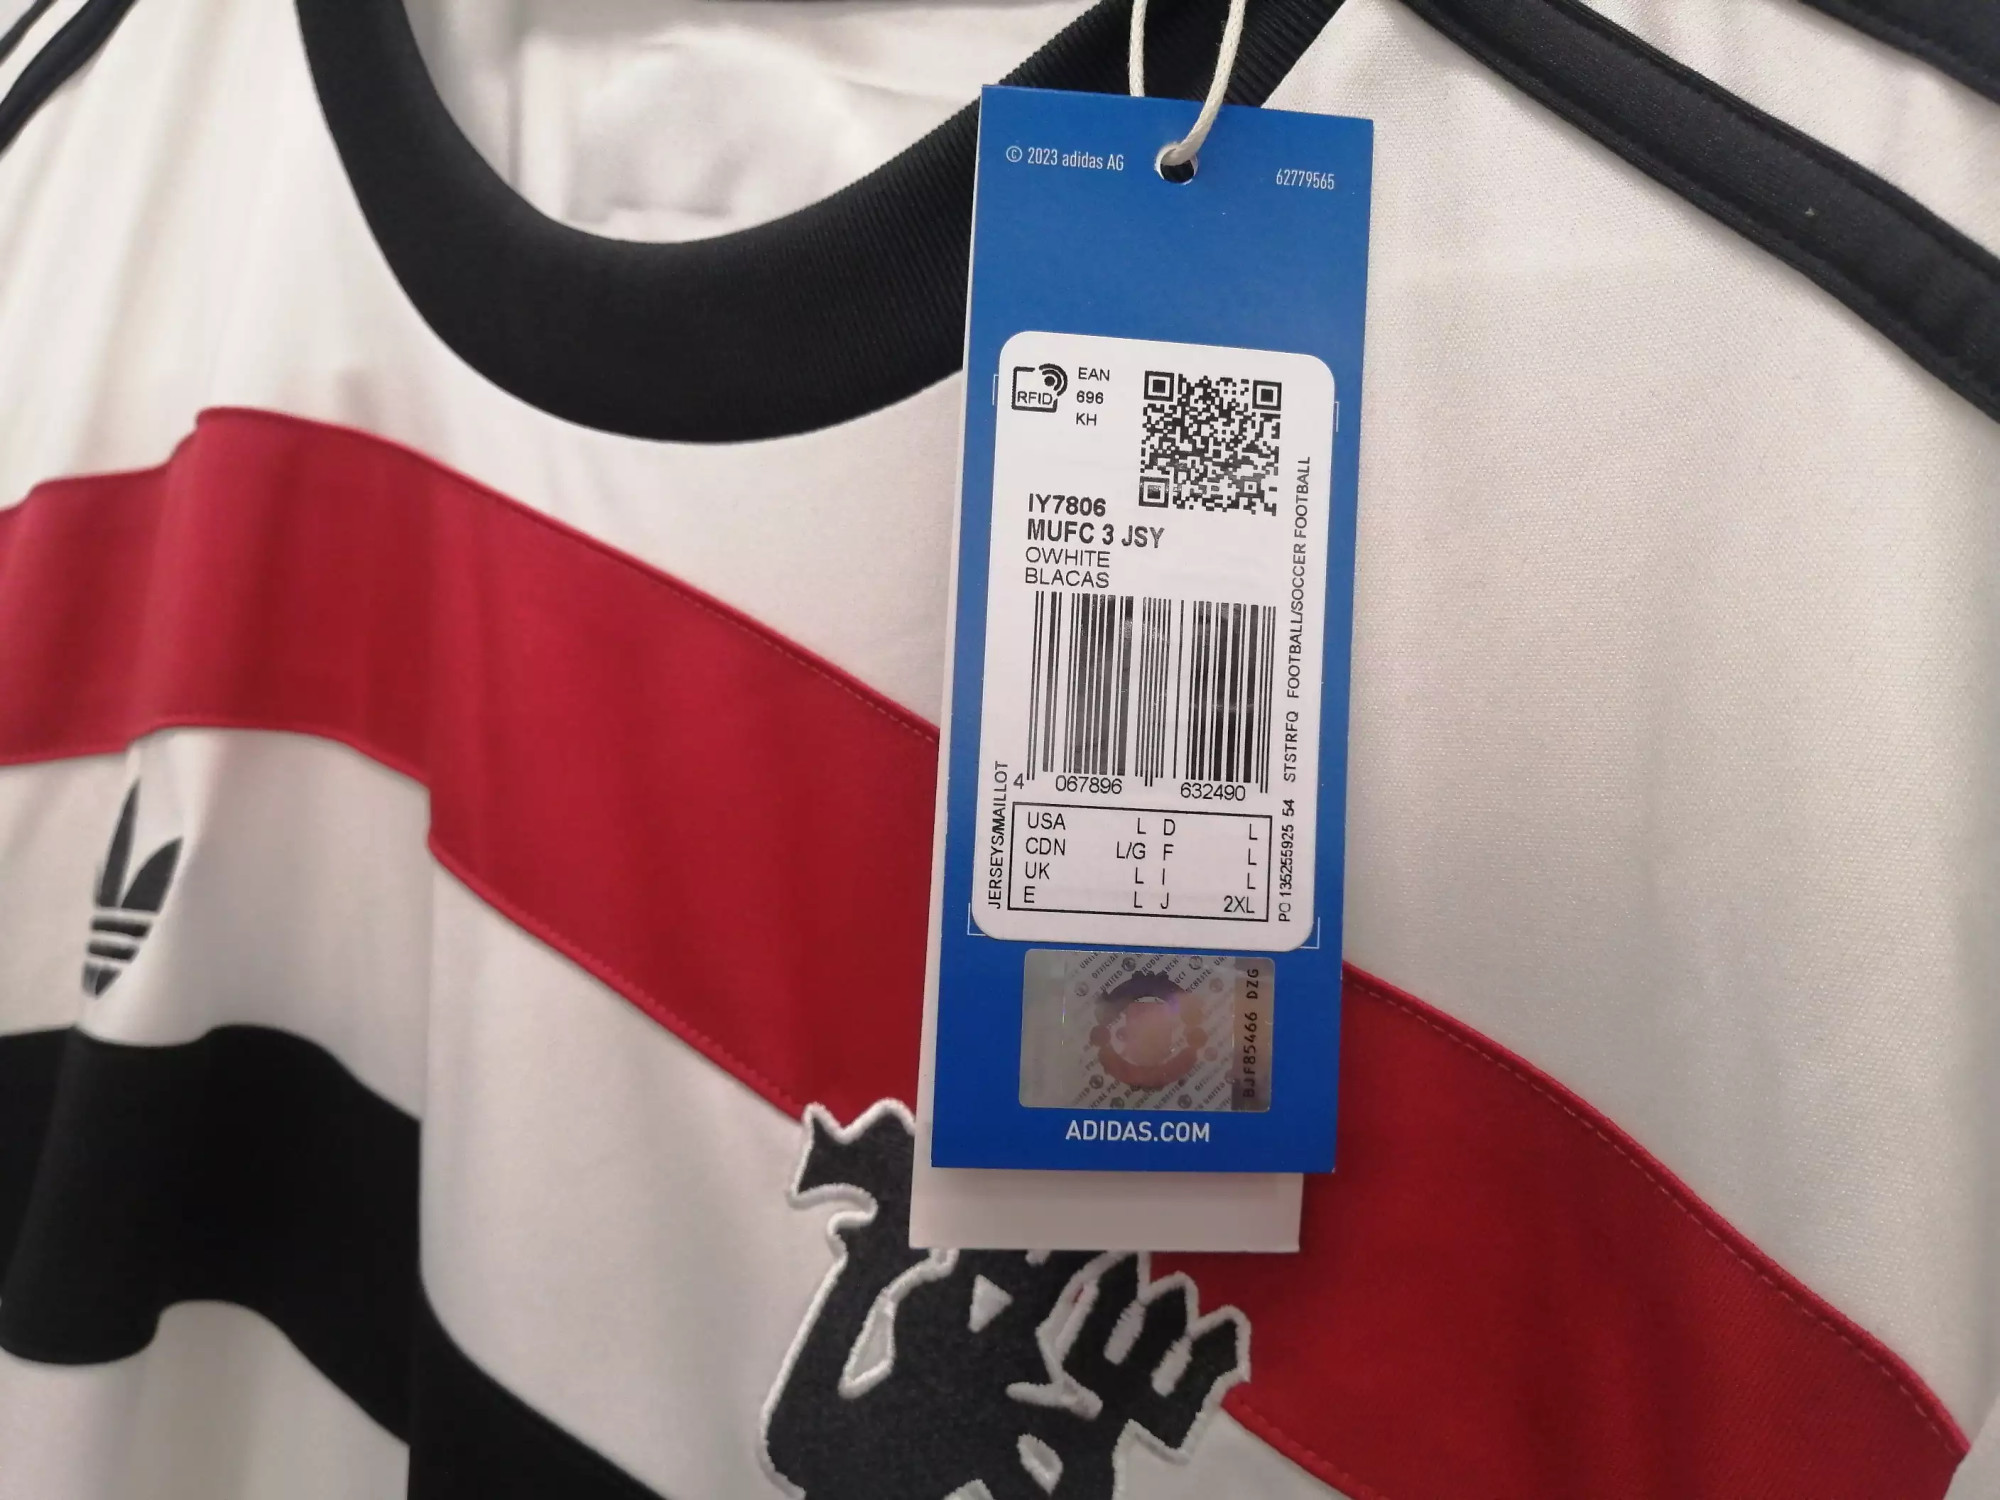 © 2023 adidas AG
62779565
RFID
EAN
696
KH
IY7806
MUFC 3 JSY
OWHITE
BLACAS
4 067896 632490
USA L D L
CDN L/G F L
UK L I L
E L J 2XL
JERSEYS/MAILLOT
PO 135255925 54 STSTRFQ FOOTBALL/SOCCER FOOTBALL
BJF85466 DZG
ADIDAS.COM